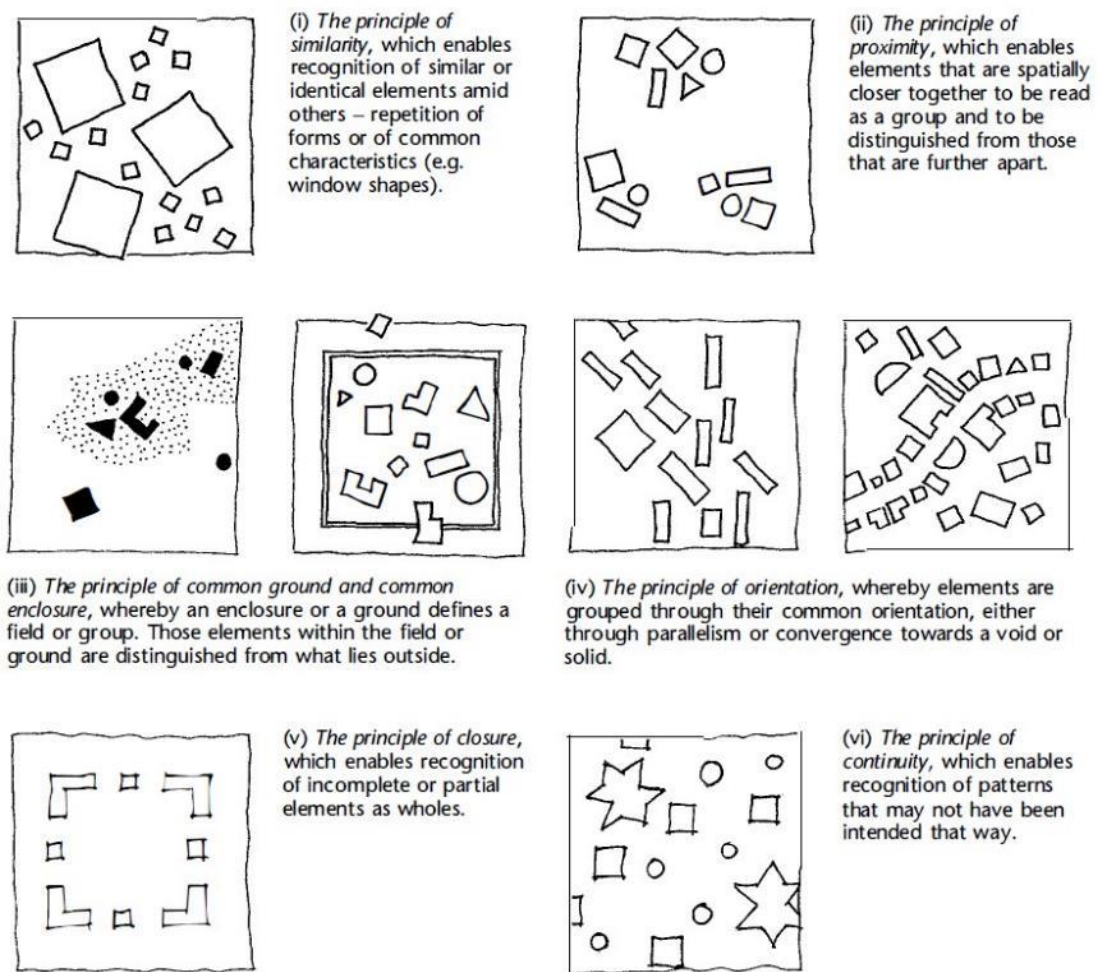 (i) The principle of
similarity, which enables
recognition of similar or
identical elements amid
others – repetition of
forms or of common
characteristics (e.g.
window shapes).
(ii) The principle of
proximity, which enables
elements that are spatially
closer together to be read
as a group and to be
distinguished from those
that are further apart.
(iii) The principle of common ground and common
enclosure, whereby an enclosure or a ground defines a
field or group. Those elements within the field or
ground are distinguished from what lies outside.
(iv) The principle of orientation, whereby elements are
grouped through their common orientation, either
through parallelism or convergence towards a void or
solid.
(v) The principle of closure,
which enables recognition
of incomplete or partial
elements as wholes.
(vi) The principle of
continuity, which enables
recognition of patterns
that may not have been
intended that way.